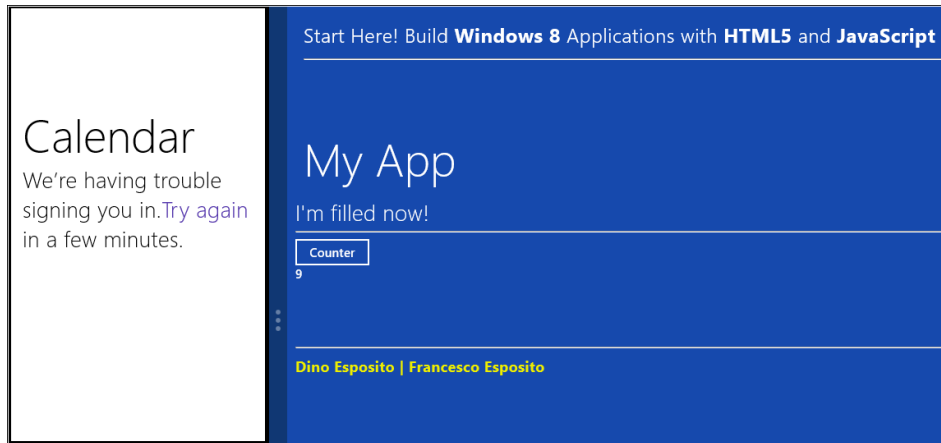 Calendar
We're having trouble
signing you in.Try again
in a few minutes.
Start Here! Build Windows 8 Applications with HTML5 and JavaScript
My App
I'm filled now!
Counter
9
Dino Esposito | Francesco Esposito